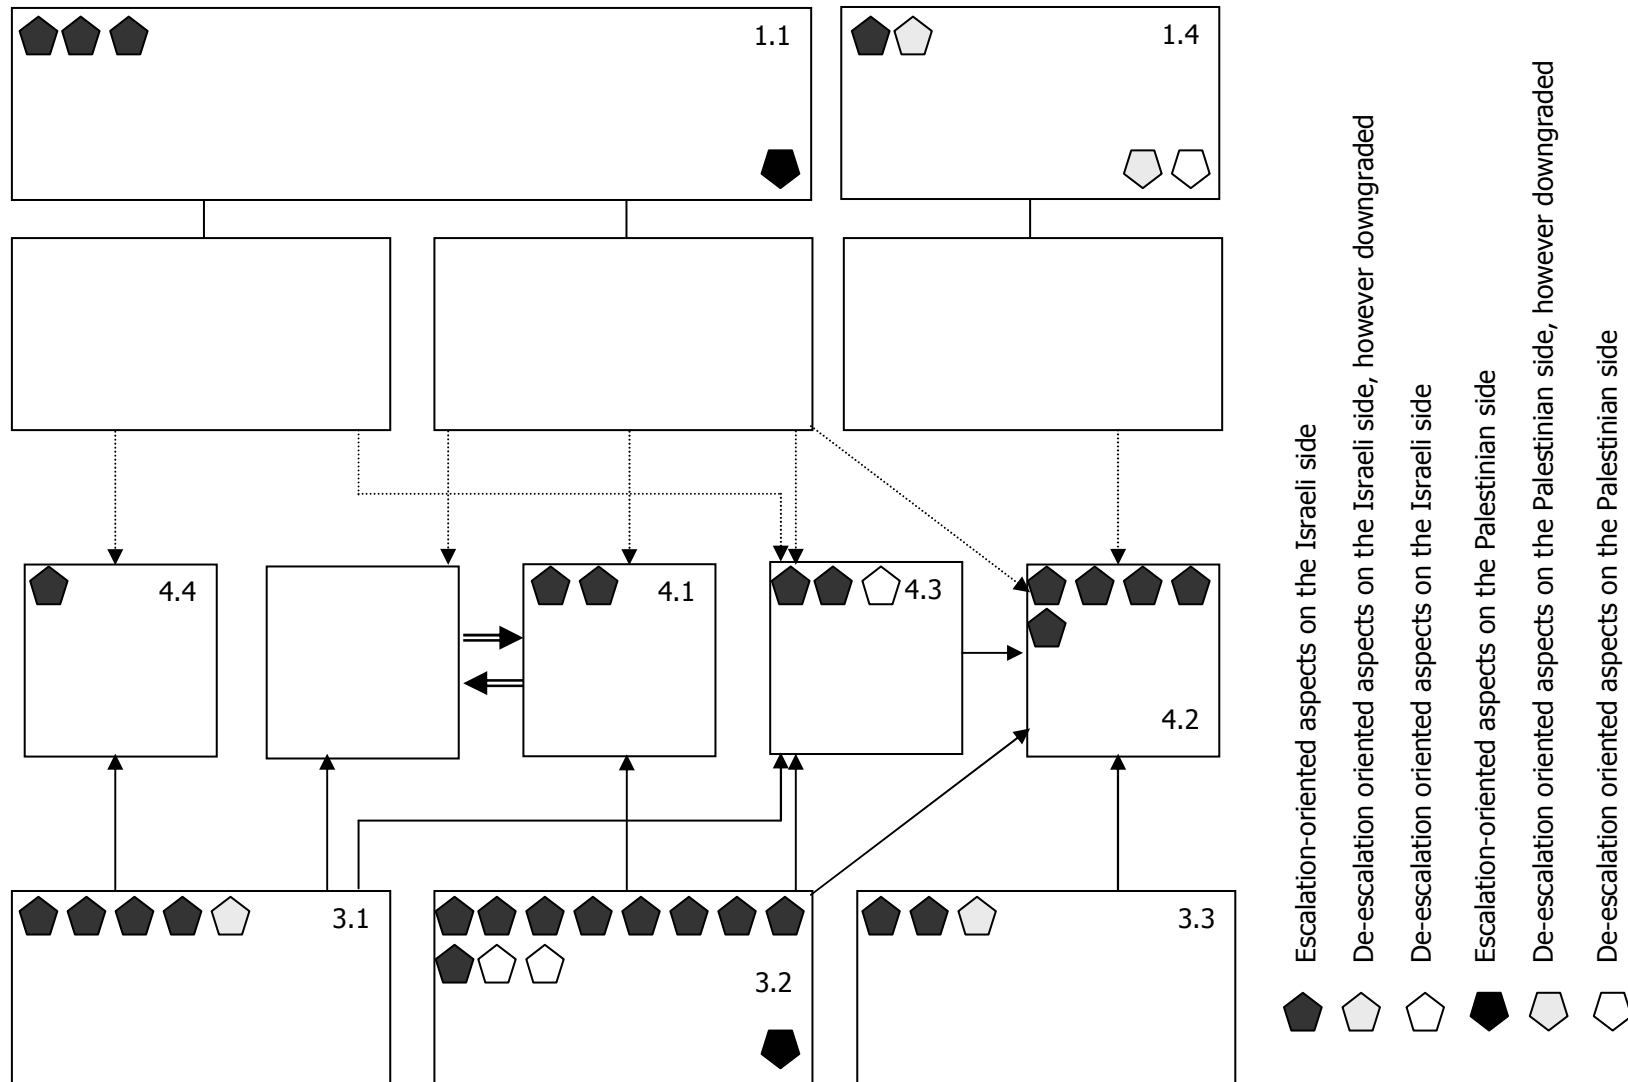 1.1
1.4
4.4
4.1
4.3
4.2
3.1
3.2
3.3
Escalation-oriented aspects on the Israeli side
De-escalation oriented aspects on the Israeli side, however downgraded
De-escalation oriented aspects on the Israeli side
Escalation-oriented aspects on the Palestinian side
De-escalation oriented aspects on the Palestinian side, however downgraded
De-escalation oriented aspects on the Palestinian side